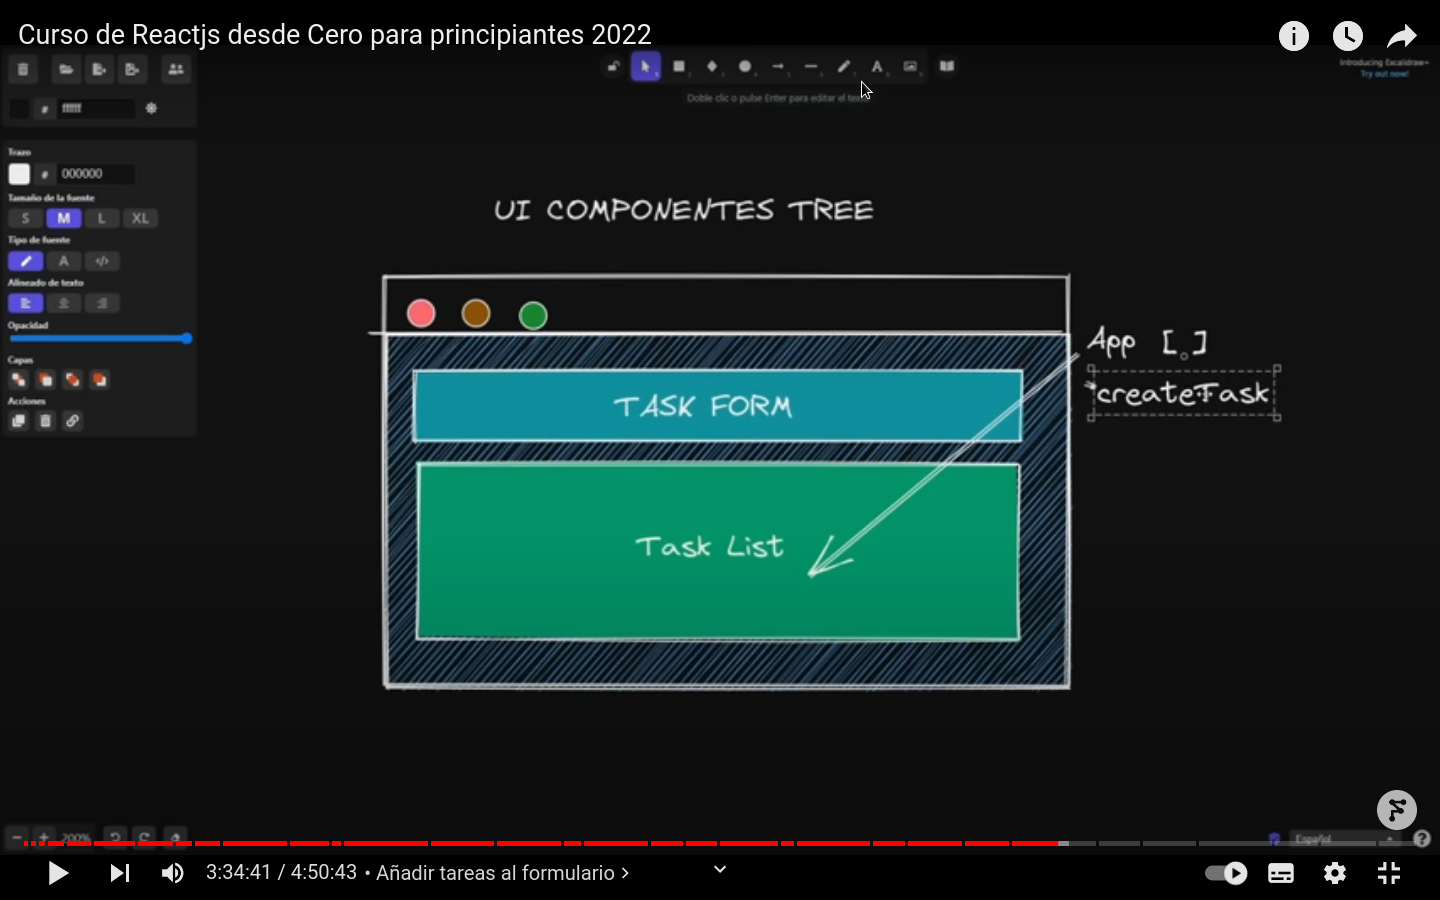 Curso de Reactjs desde Cero para principiantes 2022
Introducing Excalidraw+
Try out now!
Doble clic o pulse Enter para editar el
# ffffff
Trazo
# 000000
Tamaño de la fuente
S M L XL
Tipo de fuente
A </>
Alineado de texto
Opacidad
Capas
Acciones
UI COMPONENTES TREE
App [。]
createTask
TASK FORM
Task List
200%
Español
3:34:41 / 4:50:43 • Añadir tareas al formulario